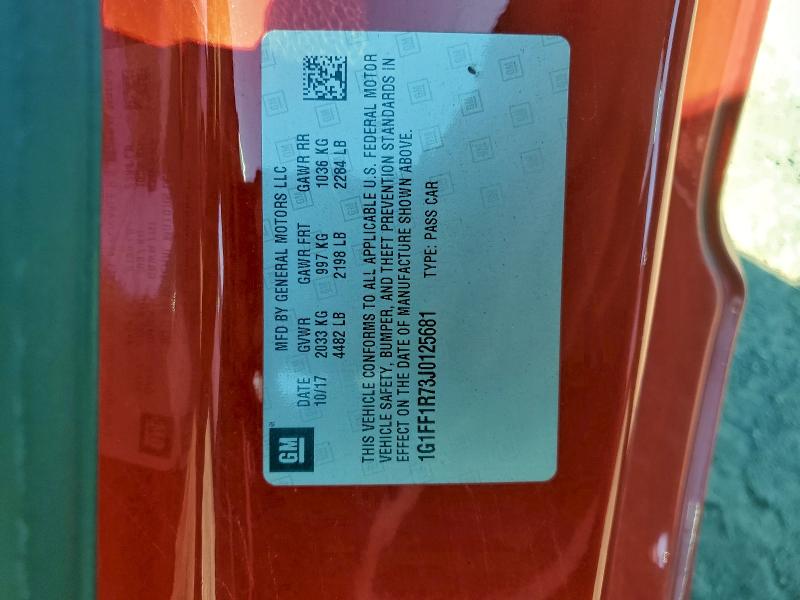 GM
MFD BY GENERAL MOTORS LLC
DATE GVWR GAWR FRT GAWR RR
10/17 2033 KG 997 KG 1036 KG
4482 LB 2198 LB 2284 LB
THIS VEHICLE CONFORMS TO ALL APPLICABLE U.S. FEDERAL MOTOR
VEHICLE SAFETY, BUMPER, AND THEFT PREVENTION STANDARDS IN
EFFECT ON THE DATE OF MANUFACTURE SHOWN ABOVE.
1G1FF1R73J0125681 TYPE: PASS CAR